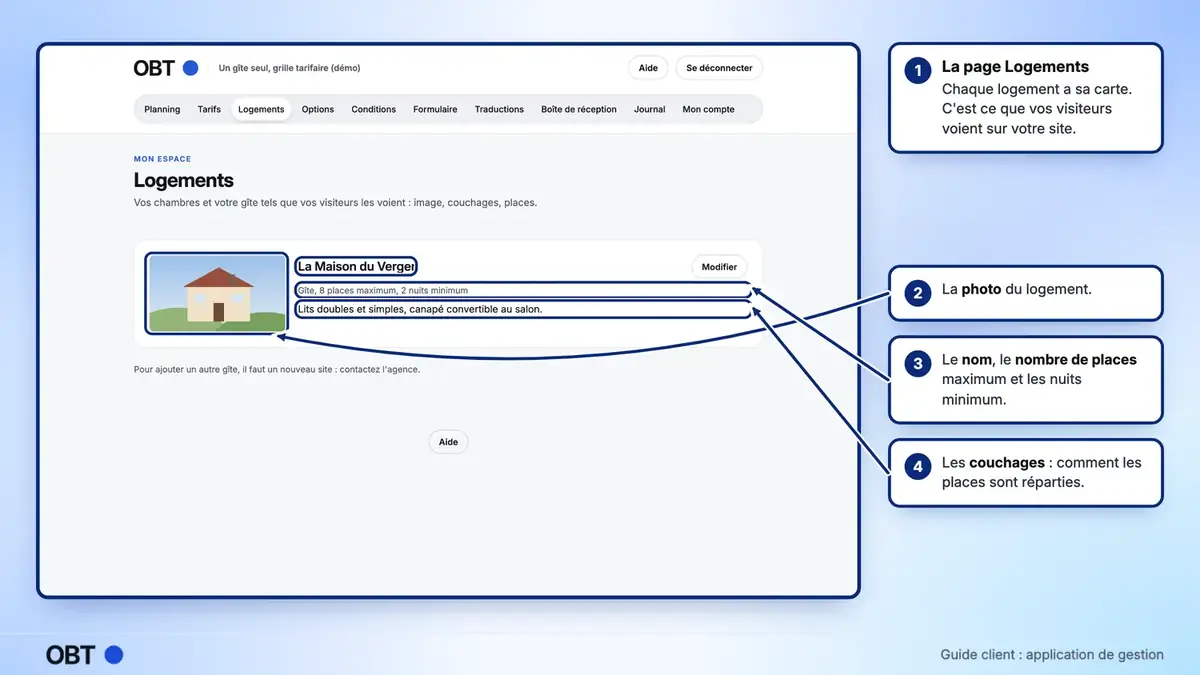 OBT
Un gîte seul, grille tarifaire (démo)
Aide
Se déconnecter
Planning
Tarifs
Logements
Options
Conditions
Formulaire
Traductions
Boîte de réception
Journal
Mon compte
MON ESPACE
Logements
Vos chambres et votre gîte tels que vos visiteurs les voient : image, couchages, places.
La Maison du Verger
Modifier
Gîte, 8 places maximum, 2 nuits minimum
Lits doubles et simples, canapé convertible au salon.
Pour ajouter un autre gîte, il faut un nouveau site : contactez l'agence.
Aide
1
La page Logements
Chaque logement a sa carte.
C'est ce que vos visiteurs
voient sur votre site.
2
La photo du logement.
3
Le nom, le nombre de places
maximum et les nuits
minimum.
4
Les couchages : comment les
places sont réparties.
OBT
Guide client : application de gestion